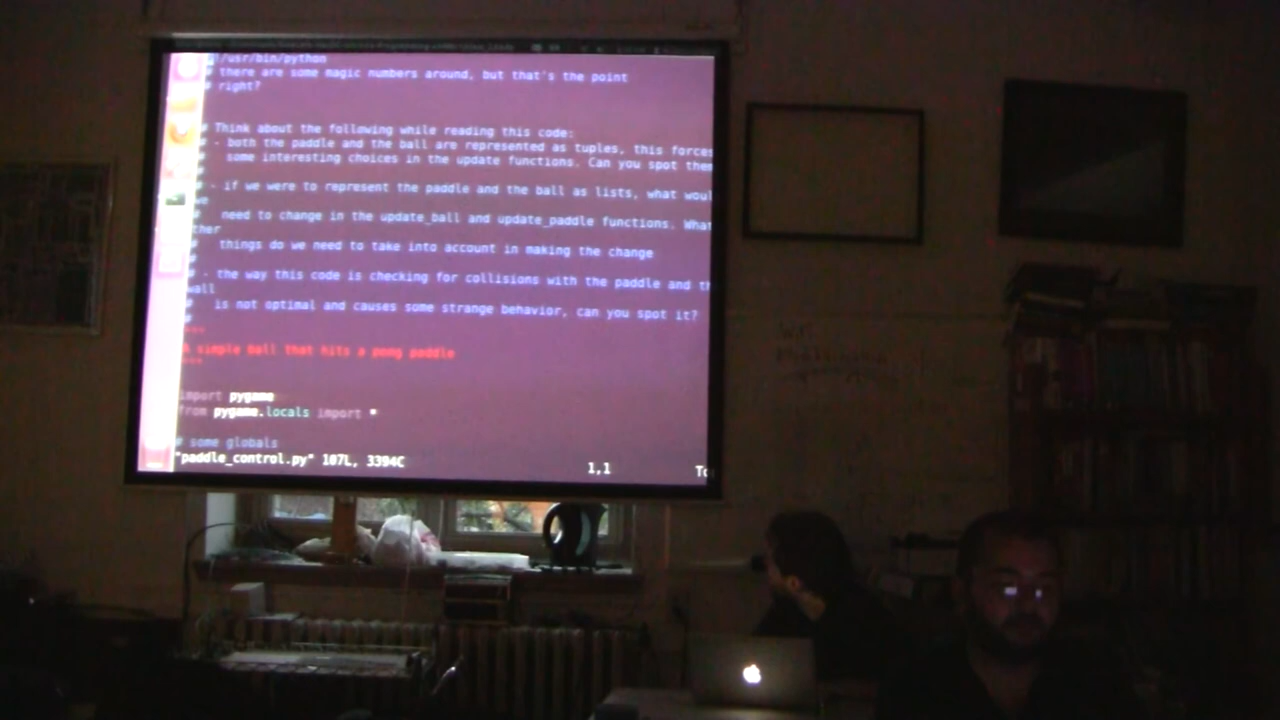 #!/usr/bin/python
# there are some magic numbers around, but that's the point
# right?
# Think about the following while reading this code:
# - both the paddle and the ball are represented as tuples, this forces
#   some interesting choices in the update functions. Can you spot them
#
# - if we were to represent the paddle and the ball as lists, what woul
we
#   need to change in the update_ball and update_paddle functions. What
ther
#   things do we need to take into account in making the change
#
# - the way this code is checking for collisions with the paddle and th
wall
#   is not optimal and causes some strange behavior, can you spot it?
#
"""
A simple ball that hits a pong paddle
"""
import pygame
from pygame.locals import *
# some globals
"paddle_control.py" 107L, 3394C 1,1 To